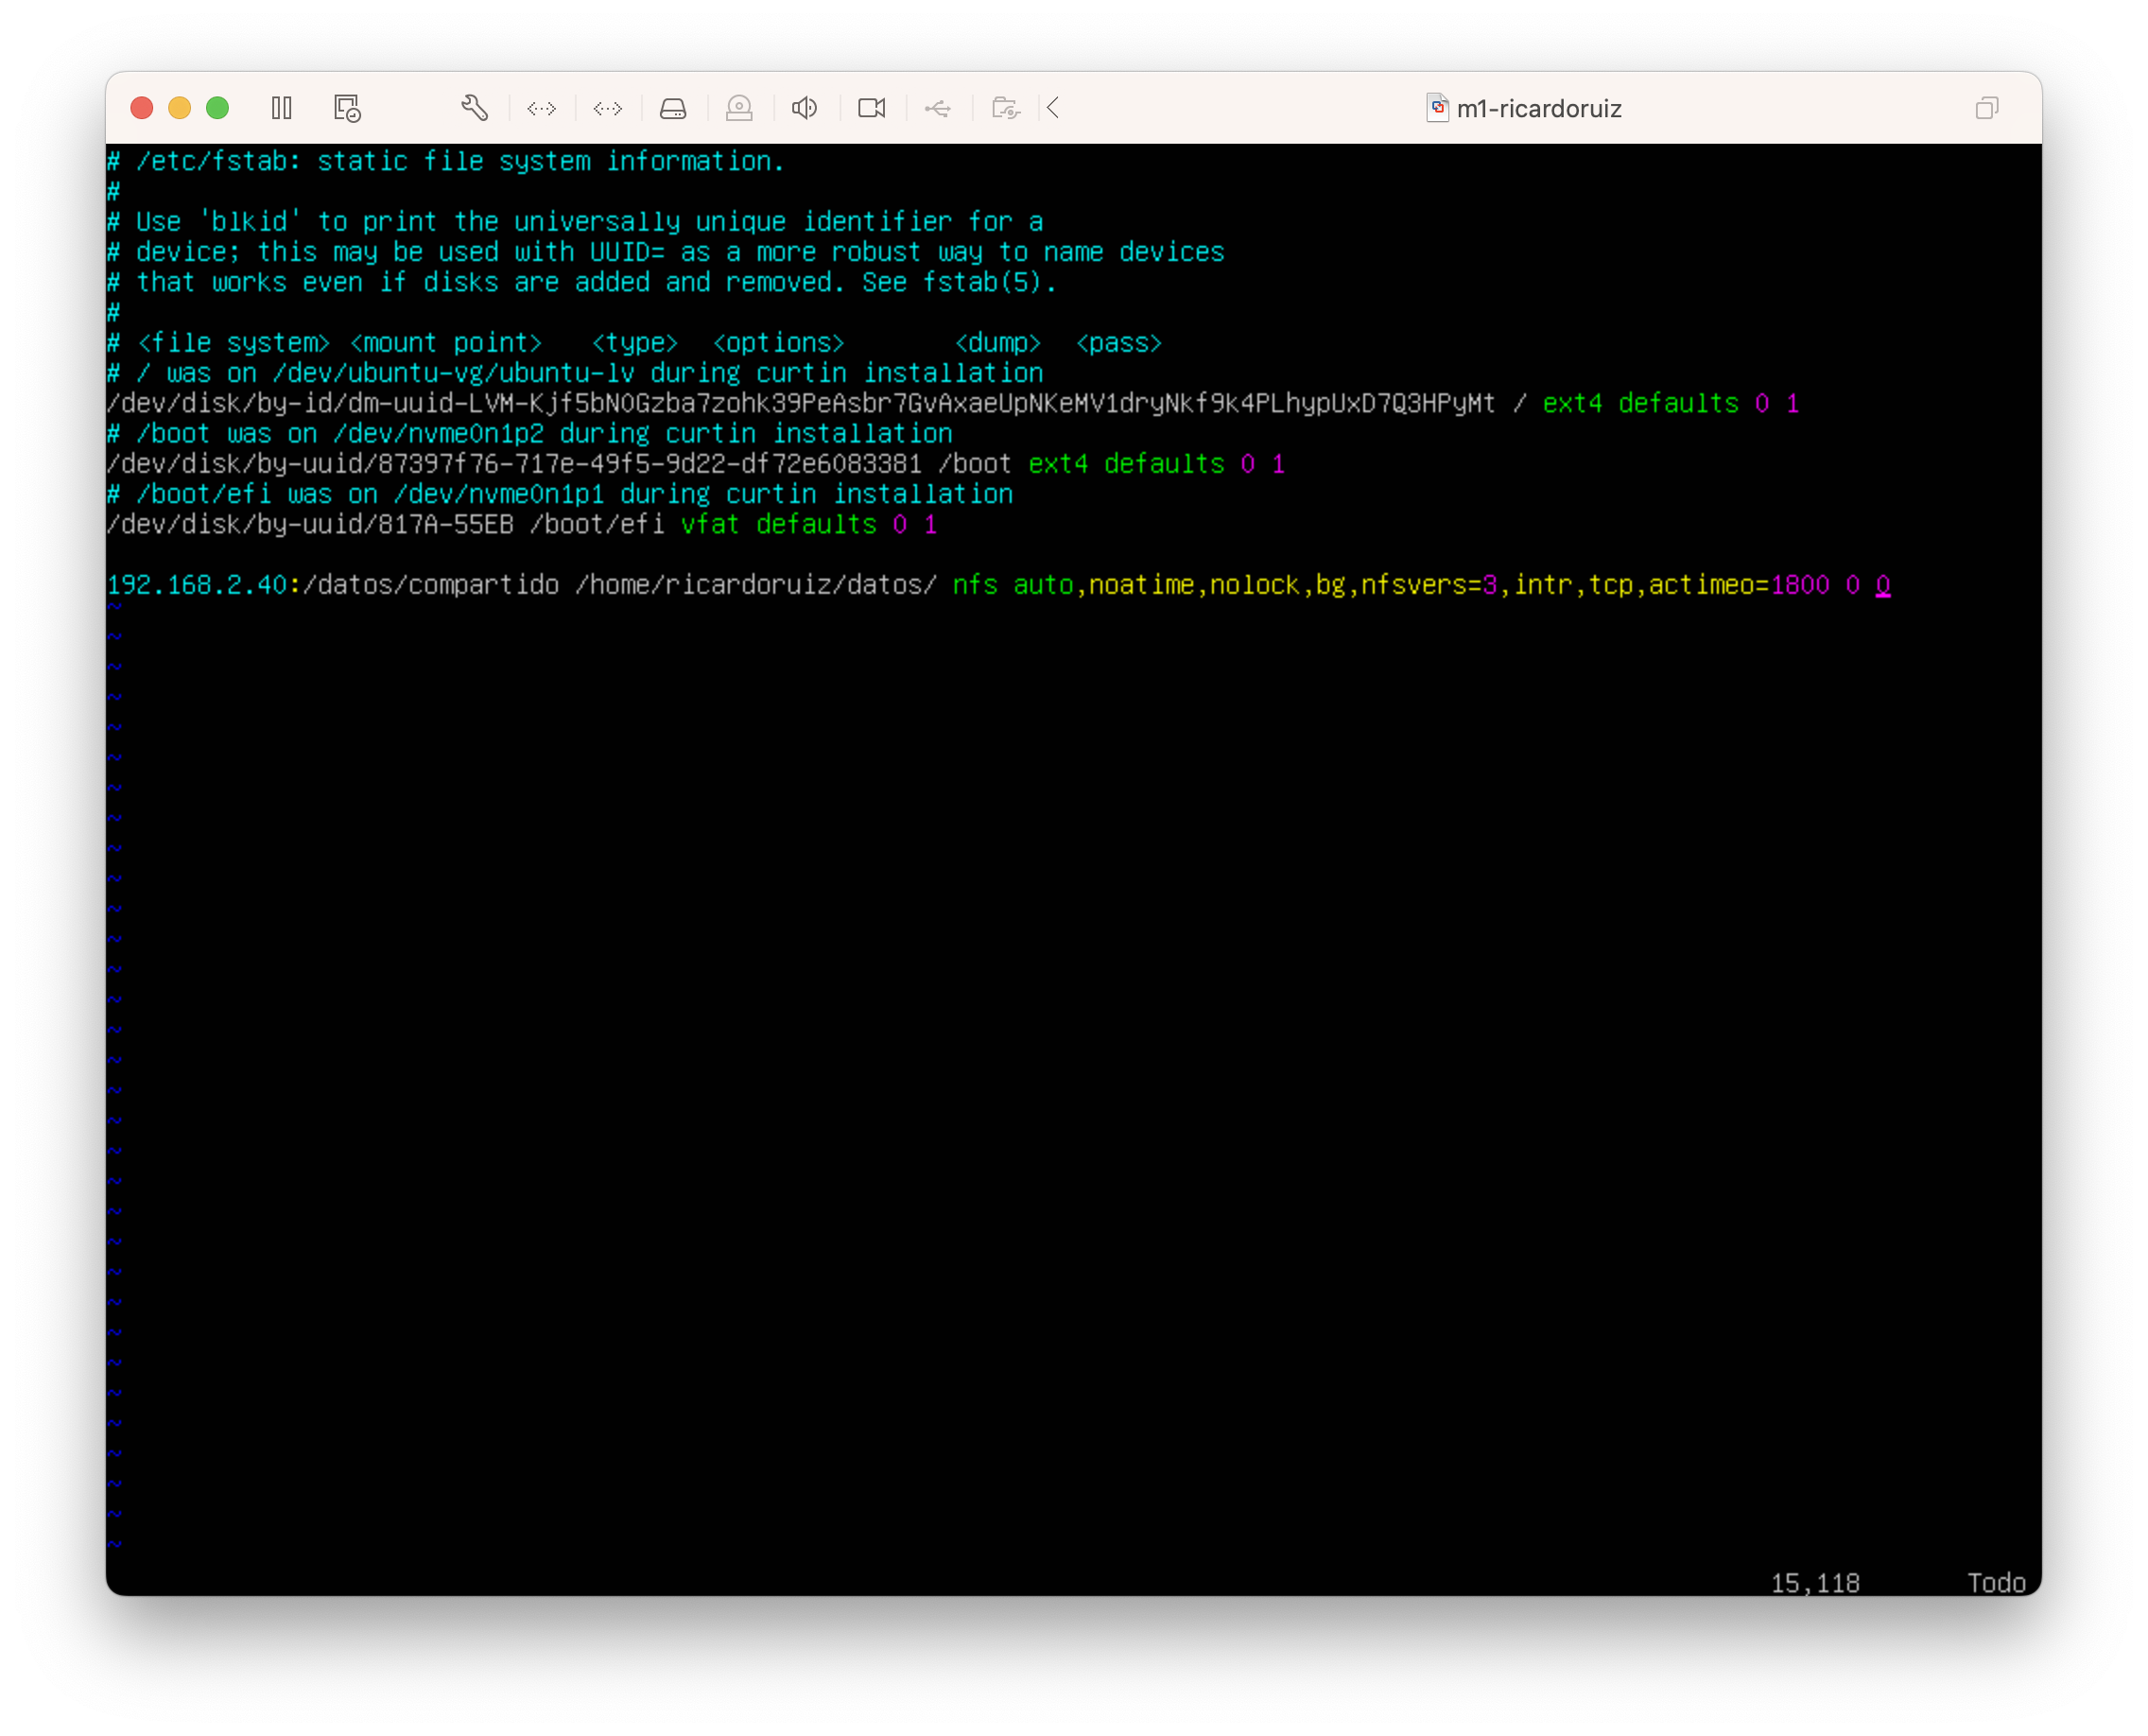 m1-ricardoruiz
# /etc/fstab: static file system information.
#
# Use 'blkid' to print the universally unique identifier for a
# device; this may be used with UUID= as a more robust way to name devices
# that works even if disks are added and removed. See fstab(5).
#
# <file system> <mount point>   <type>  <options>       <dump>  <pass>
# / was on /dev/ubuntu-vg/ubuntu-lv during curtin installation
/dev/disk/by-id/dm-uuid-LVM-Kjf5bN0Gzba7zohk39PeAsbr7GvAxaeUpNKeMV1dryNkf9k4PLhypUxD7Q3HPyMt / ext4 defaults 0 1
# /boot was on /dev/nvme0n1p2 during curtin installation
/dev/disk/by-uuid/87397f76-717e-49f5-9d22-df72e6083381 /boot ext4 defaults 0 1
# /boot/efi was on /dev/nvme0n1p1 during curtin installation
/dev/disk/by-uuid/817A-55EB /boot/efi vfat defaults 0 1
192.168.2.40:/datos/compartido /home/ricardoruiz/datos/ nfs auto,noatime,nolock,bg,nfsvers=3,intr,tcp,actimeo=1800 0 0
15,118 Todo